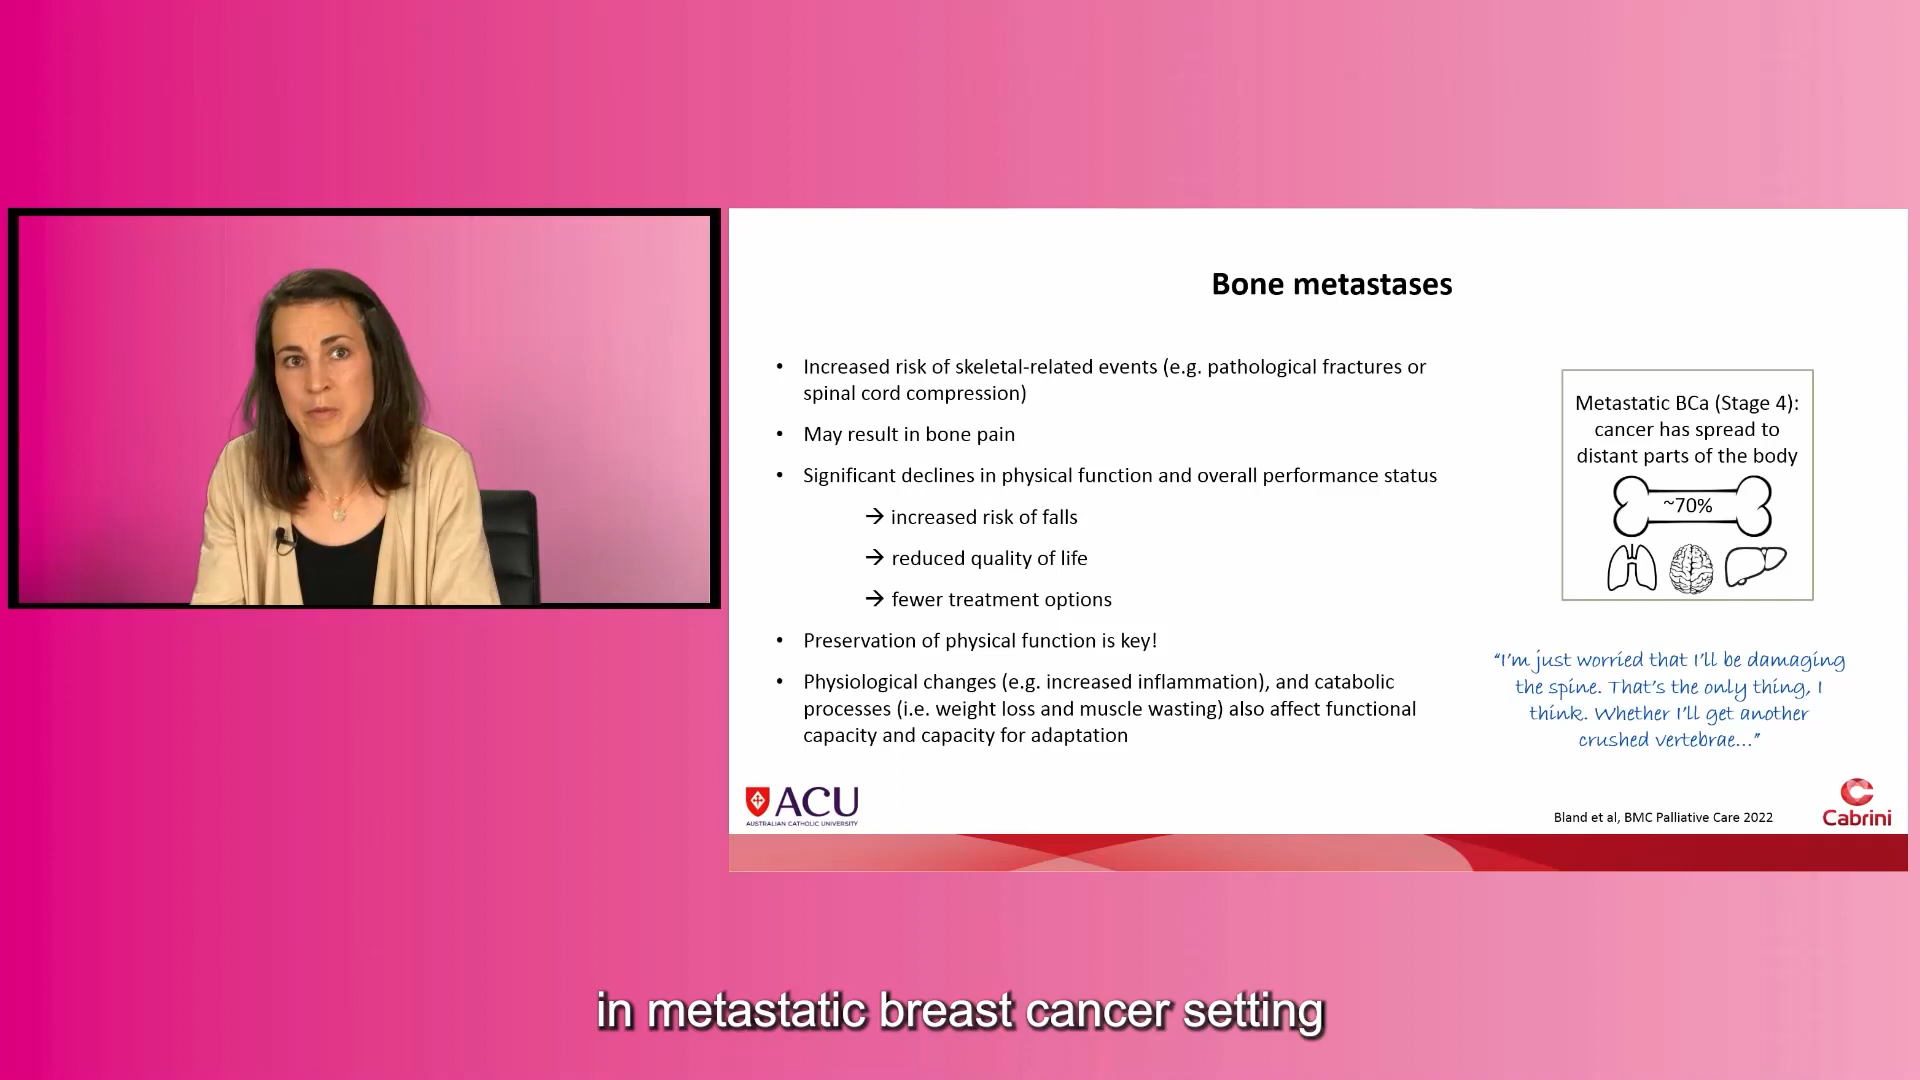 Bone metastases
• Increased risk of skeletal-related events (e.g. pathological fractures or
spinal cord compression)
• May result in bone pain
• Significant declines in physical function and overall performance status
→ increased risk of falls
→ reduced quality of life
→ fewer treatment options
• Preservation of physical function is key!
• Physiological changes (e.g. increased inflammation), and catabolic
processes (i.e. weight loss and muscle wasting) also affect functional
capacity and capacity for adaptation
Metastatic BCa (Stage 4):
cancer has spread to
distant parts of the body
~70%
“I’m just worried that I’ll be damaging
the spine. That’s the only thing, I
think. Whether I’ll get another
crushed vertebrae...”
ACU
AUSTRALIAN CATHOLIC UNIVERSITY
Bland et al, BMC Palliative Care 2022
Cabrini
in metastatic breast cancer setting